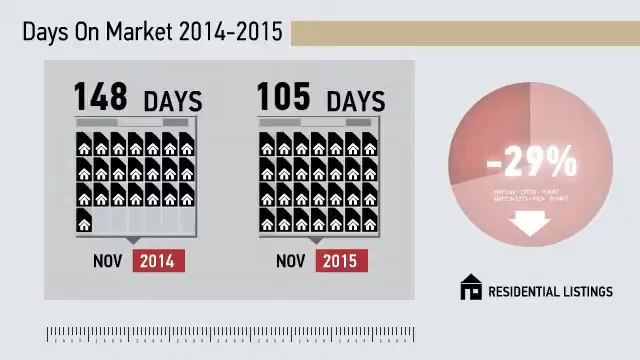 Days On Market 2014-2015
148 DAYS
105 DAYS
-29%
NOV 2014
NOV 2015
RESIDENTIAL LISTINGS